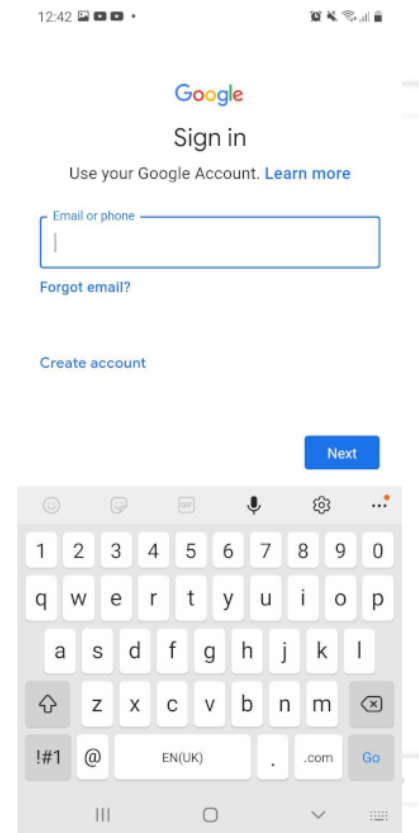 12:42
Google
Sign in
Use your Google Account. Learn more
Email or phone
Forgot email?
Create account
Next
GIF
1 2 3 4 5 6 7 8 9 0
q w e r t y u i o p
a s d f g h j k l
z x c v b n m
!#1 @ EN(UK) . .com Go